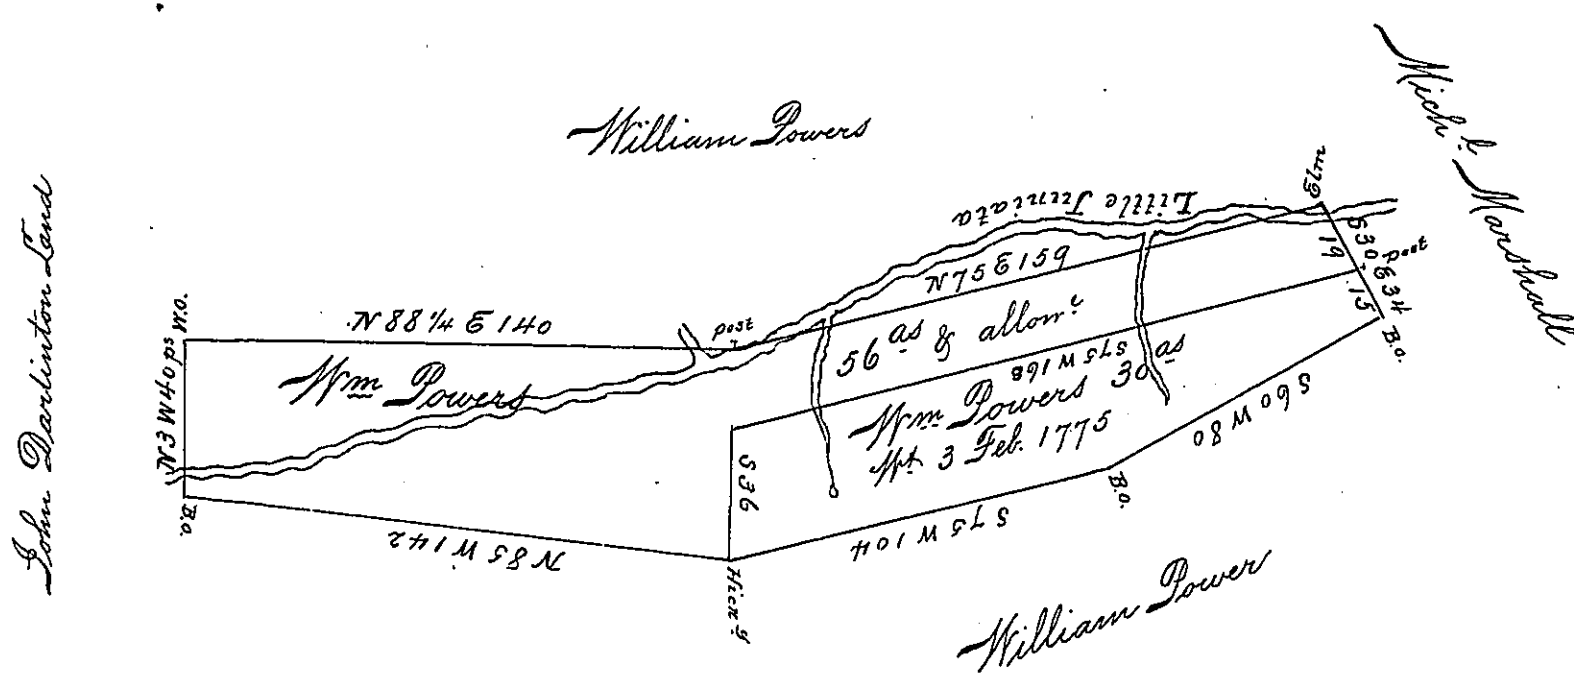 William Powers
Mich.l Marshall
John Darlinton Land
Little Juniata
Elm
S 30 E 34
19
15
post
B.o.
N 75 E 159
N 88 1/4 E 140
post
W.o.
N 3 W 40 ps
Wm Powers
56 as & allow.e
S 75 W 168
Wm Powers 30 as
Wt 3 Feb. 1775
S 36
S 60 W 80
B.o.
S 75 W 104
B.o.
N 85 W 142
Hick.y
William Power